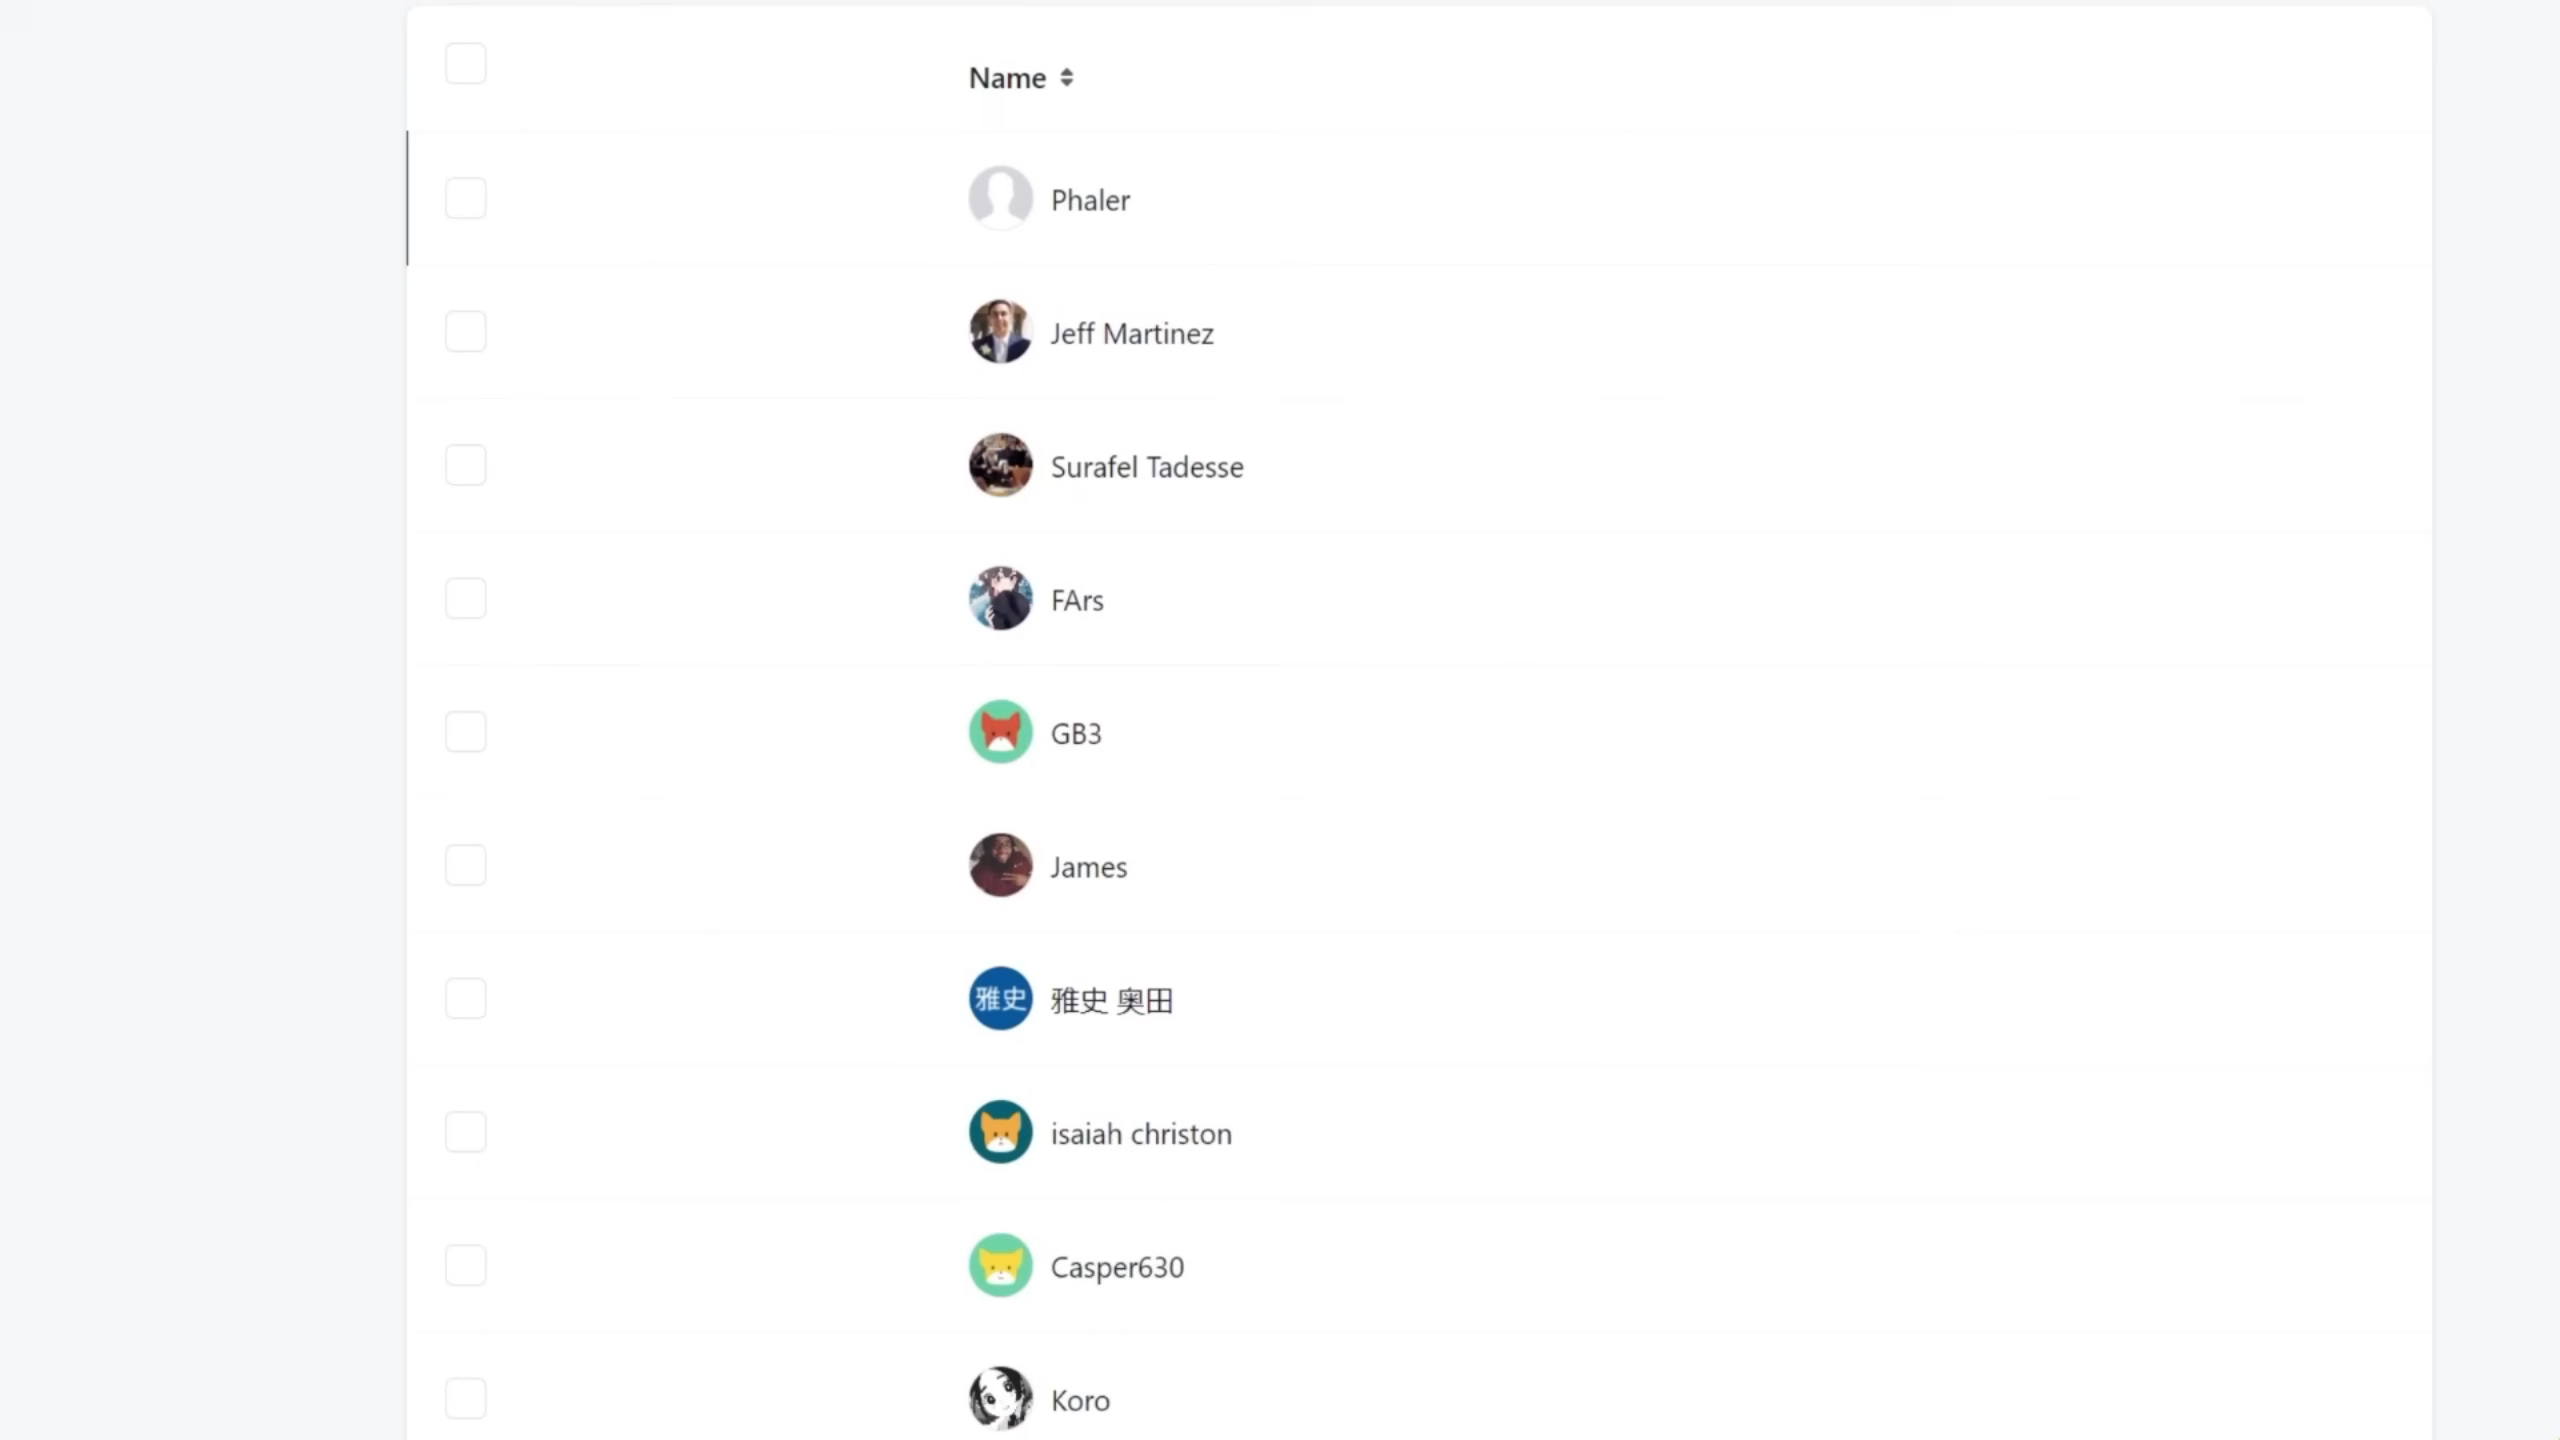 Name
Phaler
Jeff Martinez
Surafel Tadesse
FArs
GB3
James
雅史 雅史 奥田
isaiah christon
Casper630
Koro